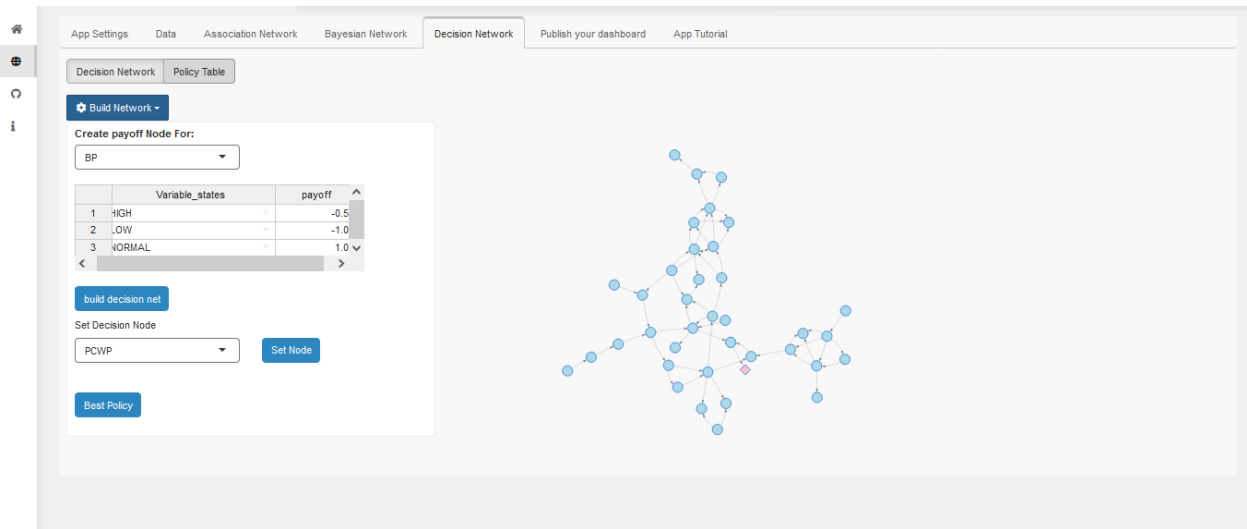 App Settings Data Association Network Bayesian Network Decision Network Publish your dashboard App Tutorial
Decision Network Policy Table
Build Network
Create payoff Node For:
BP
Variable_states payoff
1 HIGH -0.5
2 LOW -1.0
3 NORMAL 1.0
build decision net
Set Decision Node
PCWP Set Node
Best Policy